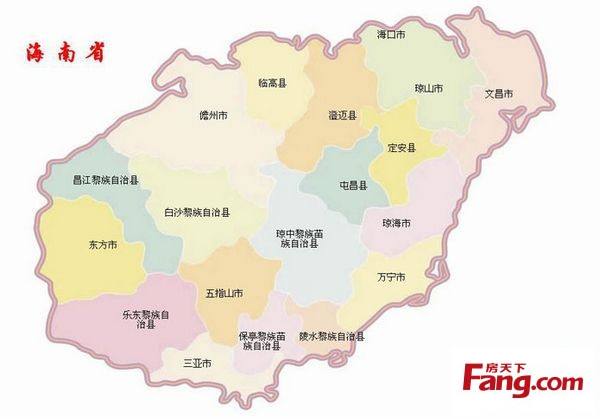 海南省
海口市
临高县
琼山市
文昌市
澄迈县
儋州市
定安县
昌江黎族自治县
屯昌县
白沙黎族自治县
琼海市
琼中黎族苗
族自治县
东方市
万宁市
五指山市
乐东黎族自
治县
保亭黎族苗
族自治县
陵水黎族自治县
三亚市
房天下
Fang.com